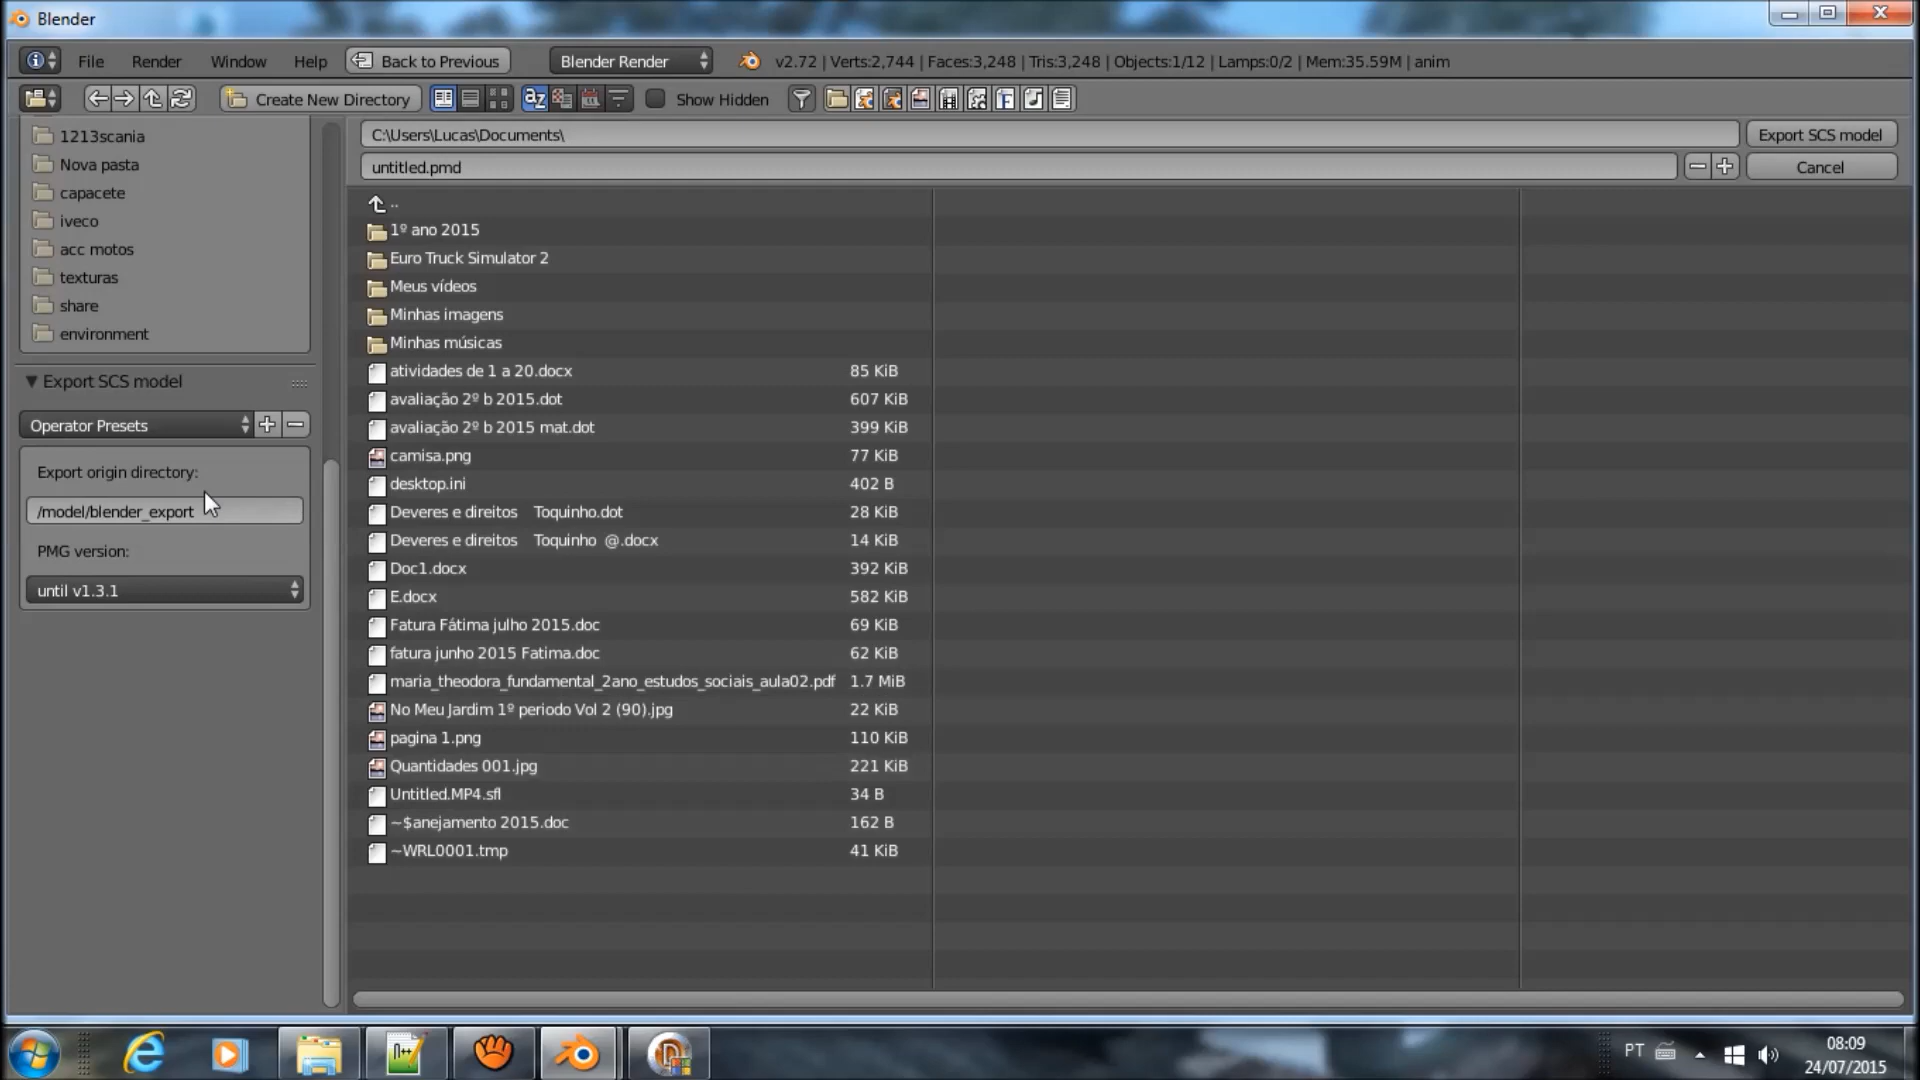 Blender
File Render Window Help Back to Previous Blender Render v2.72 | Verts:2,744 | Faces:3,248 | Tris:3,248 | Objects:1/12 | Lamps:0/2 | Mem:35.59M | anim
Create New Directory Show Hidden
1213scania
Nova pasta
capacete
iveco
acc motos
texturas
share
environment
Export SCS model
Operator Presets
Export origin directory:
/model/blender_export
PMG version:
until v1.3.1
C:\Users\Lucas\Documents\ Export SCS model
untitled.pmd Cancel
..
1º ano 2015
Euro Truck Simulator 2
Meus vídeos
Minhas imagens
Minhas músicas
atividades de 1 a 20.docx 85 KiB
avaliação 2º b 2015.dot 607 KiB
avaliação 2º b 2015 mat.dot 399 KiB
camisa.png 77 KiB
desktop.ini 402 B
Deveres e direitos Toquinho.dot 28 KiB
Deveres e direitos Toquinho @.docx 14 KiB
Doc1.docx 392 KiB
E.docx 582 KiB
Fatura Fátima julho 2015.doc 69 KiB
fatura junho 2015 Fatima.doc 62 KiB
maria_theodora_fundamental_2ano_estudos_sociais_aula02.pdf 1.7 MiB
No Meu Jardim 1º periodo Vol 2 (90).jpg 22 KiB
pagina 1.png 110 KiB
Quantidades 001.jpg 221 KiB
Untitled.MP4.sfl 34 B
~$anejamento 2015.doc 162 B
~WRL0001.tmp 41 KiB
PT
08:09
24/07/2015